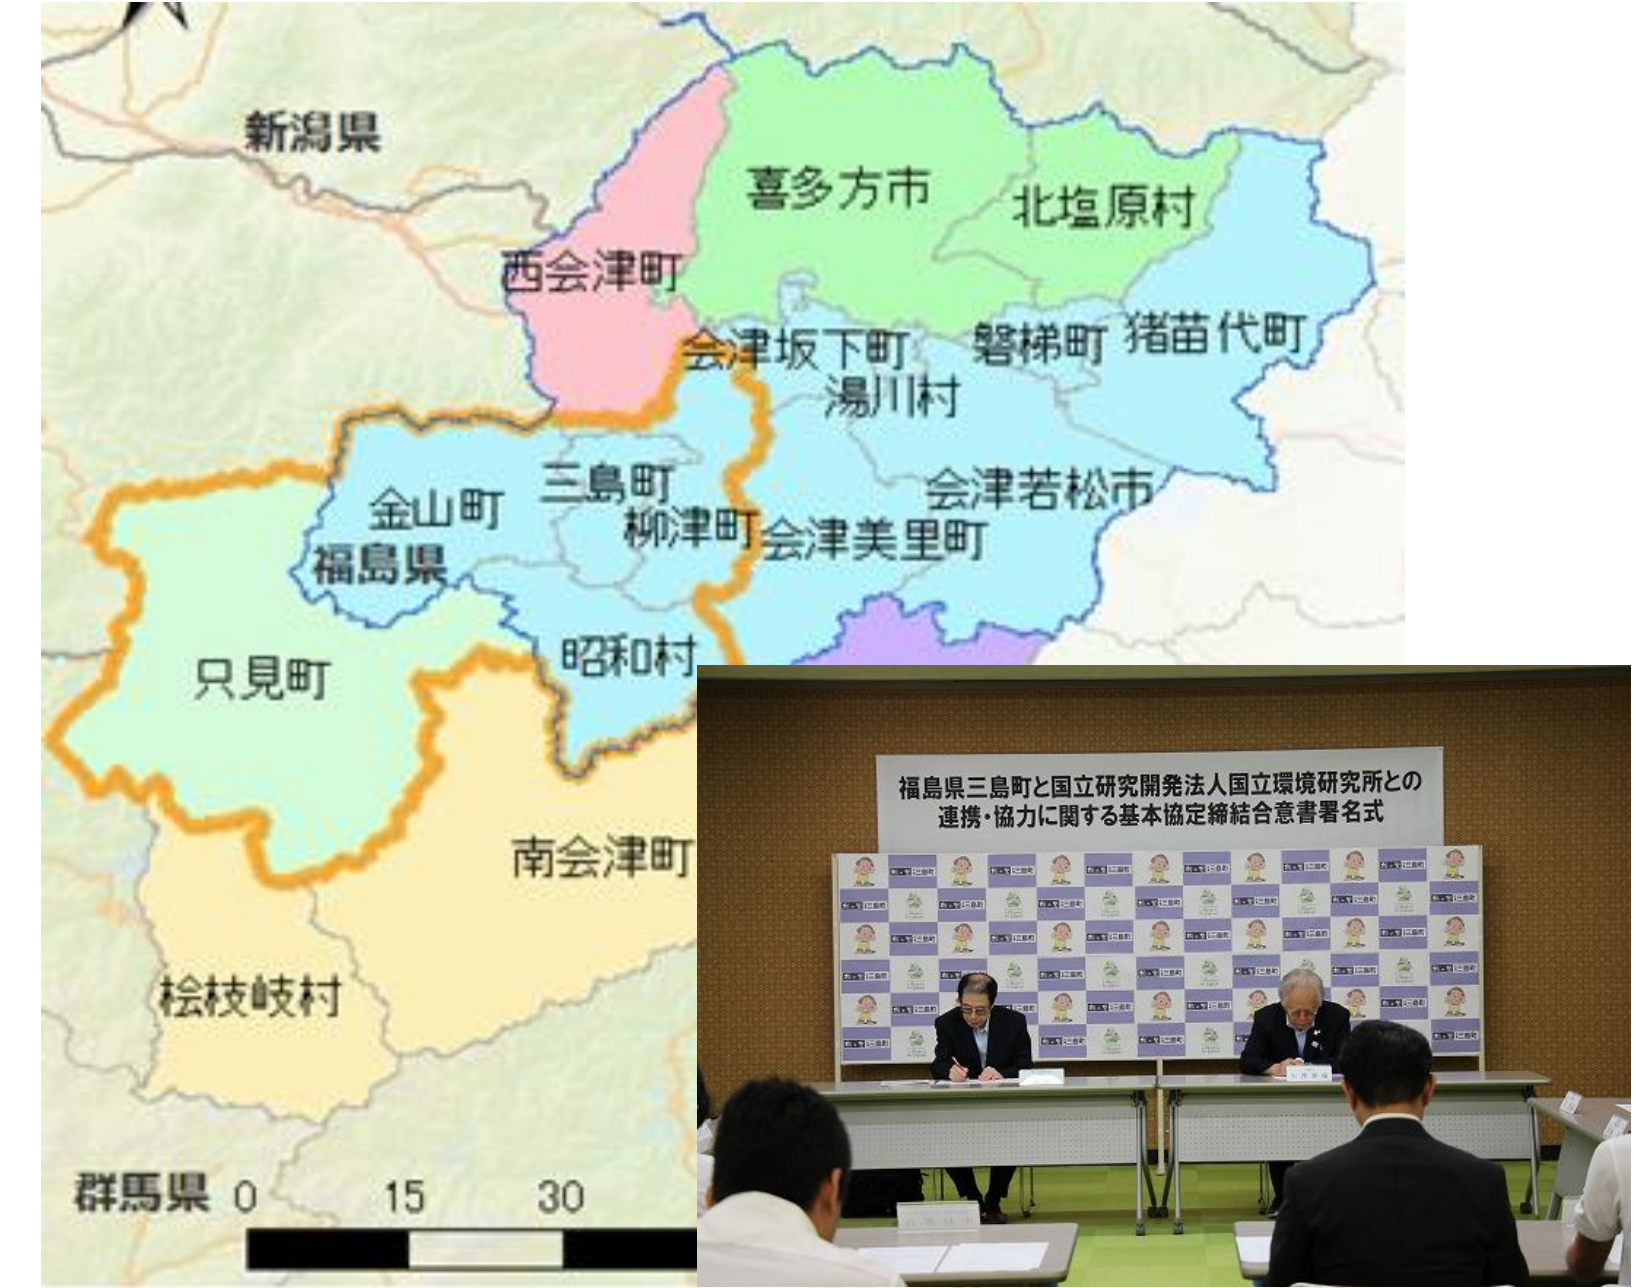 新潟県
喜多方市
北塩原村
西会津町
会津坂下町
磐梯町
猪苗代町
湯川村
三島町
金山町
会津若松市
柳津町
会津美里町
福島県
昭和村
只見町
南会津町
桧枝岐村
群馬県
0 15 30
福島県三島町と国立研究開発法人国立環境研究所との
連携・協力に関する基本協定締結合意書署名式